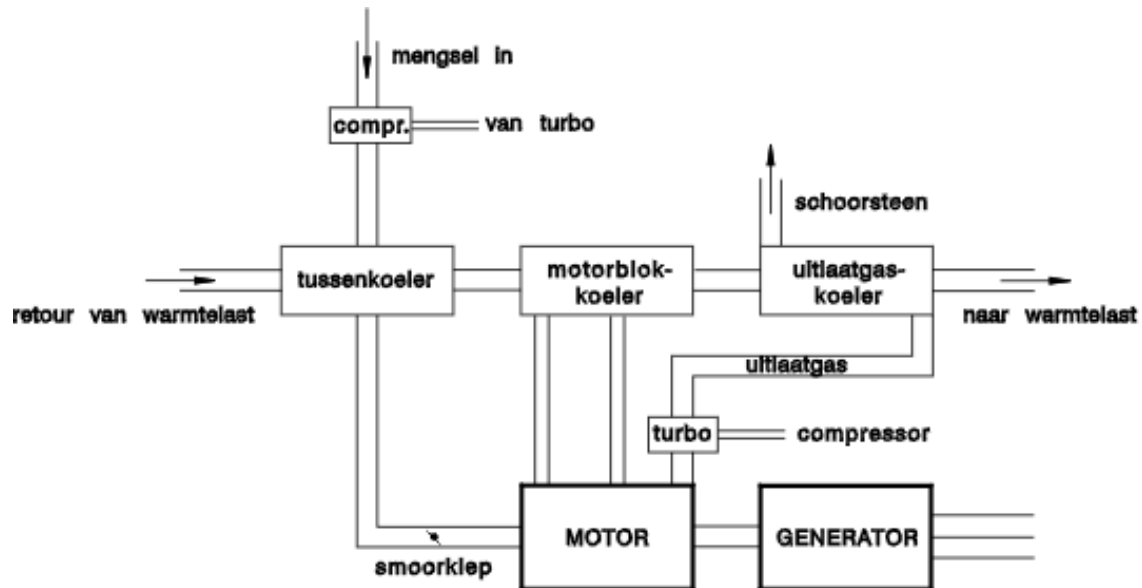 mengsel in
compr.
van turbo
schoorsteen
tussenkoeler
motorblok-
koeler
uitlaatgas-
koeler
retour van warmtelast
naar warmtelast
uitlaatgas
turbo
compressor
MOTOR
GENERATOR
smoorklep